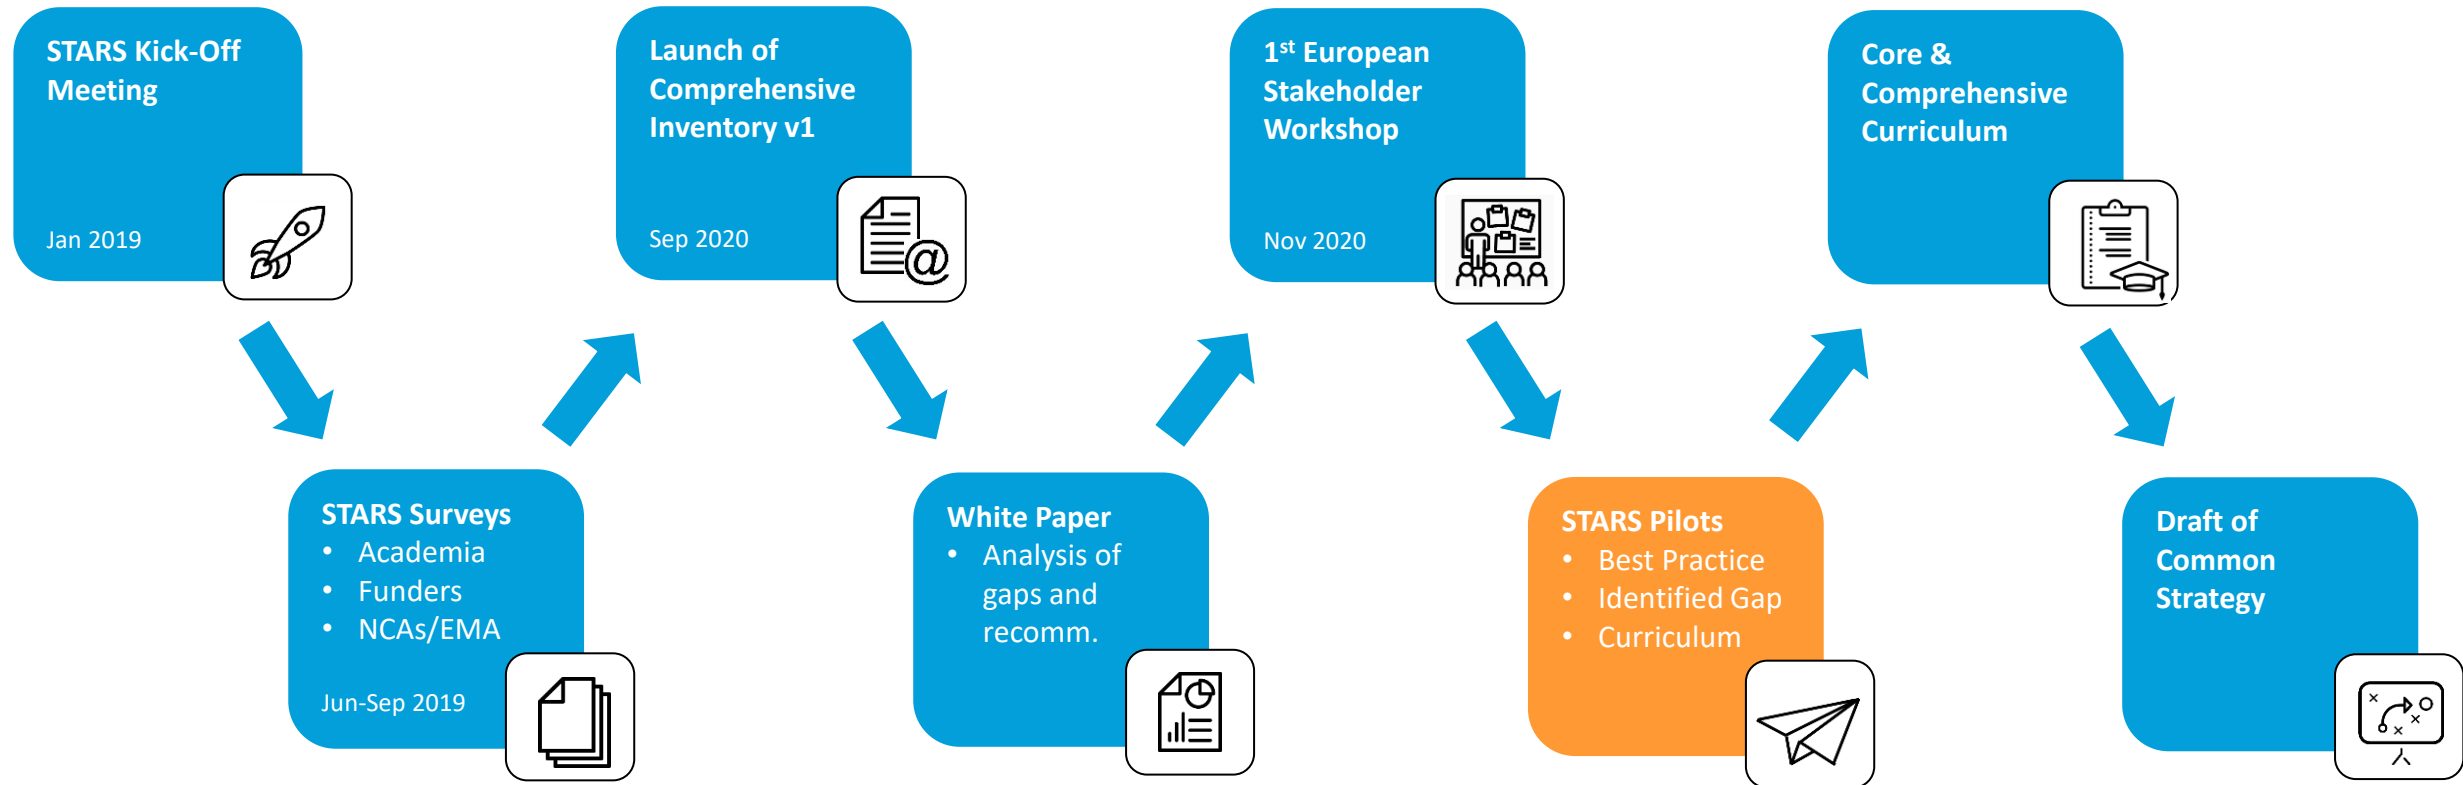 STARS Kick-Off
Meeting
Jan 2019
STARS Surveys
• Academia
• Funders
• NCAs/EMA
Jun-Sep 2019
Launch of
Comprehensive
Inventory v1
Sep 2020
@
White Paper
• Analysis of
gaps and
recomm.
1st European
Stakeholder
Workshop
Nov 2020
STARS Pilots
• Best Practice
• Identified Gap
• Curriculum
Core &
Comprehensive
Curriculum
Draft of
Common
Strategy